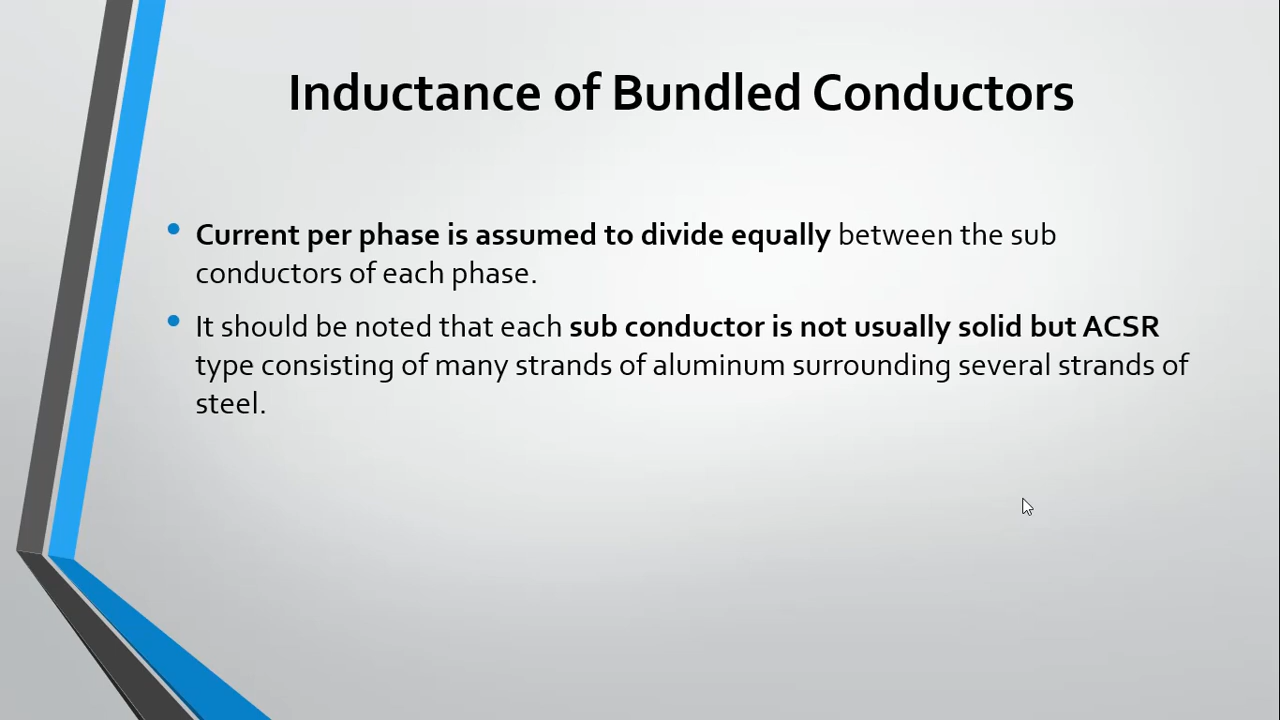 Inductance of Bundled Conductors
• Current per phase is assumed to divide equally between the sub
conductors of each phase.
• It should be noted that each sub conductor is not usually solid but ACSR
type consisting of many strands of aluminum surrounding several strands of
steel.